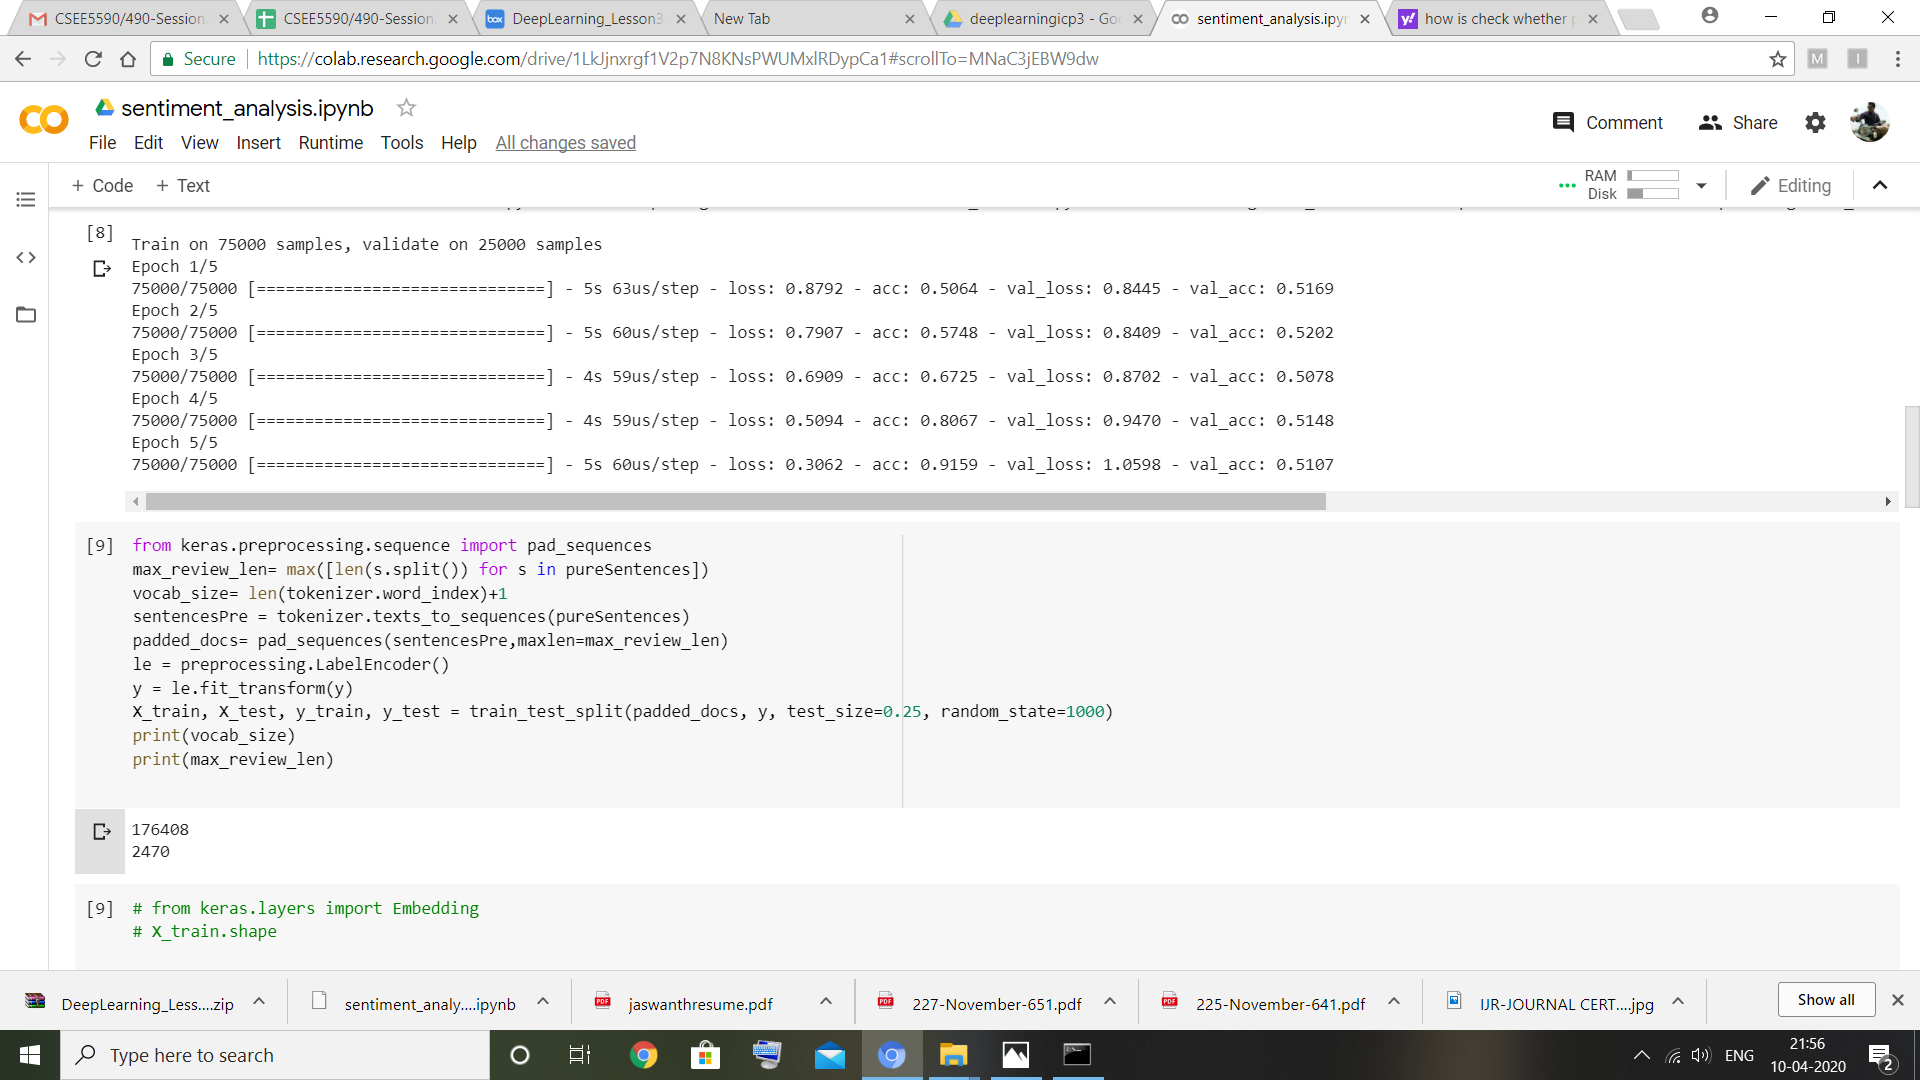 CSEE5590/490-Session
CSEE5590/490-Session
box
DeepLearning_Lesson3
New Tab
deeplearningicp3 - Go
sentiment_analysis.ipyn
y!
how is check whether
Secure
https://colab.research.google.com/drive/1LkJjnxrgf1V2p7N8KNsPWUMxlRDypCa1#scrollTo=MNaC3jEBW9dw
M
I
sentiment_analysis.ipynb
Comment
Share
File Edit View Insert Runtime Tools Help All changes saved
+ Code + Text
RAM
Disk
Editing
[8]
Train on 75000 samples, validate on 25000 samples
Epoch 1/5
75000/75000 [==============================] - 5s 63us/step - loss: 0.8792 - acc: 0.5064 - val_loss: 0.8445 - val_acc: 0.5169
Epoch 2/5
75000/75000 [==============================] - 5s 60us/step - loss: 0.7907 - acc: 0.5748 - val_loss: 0.8409 - val_acc: 0.5202
Epoch 3/5
75000/75000 [==============================] - 4s 59us/step - loss: 0.6909 - acc: 0.6725 - val_loss: 0.8702 - val_acc: 0.5078
Epoch 4/5
75000/75000 [==============================] - 4s 59us/step - loss: 0.5094 - acc: 0.8067 - val_loss: 0.9470 - val_acc: 0.5148
Epoch 5/5
75000/75000 [==============================] - 5s 60us/step - loss: 0.3062 - acc: 0.9159 - val_loss: 1.0598 - val_acc: 0.5107
[9] from keras.preprocessing.sequence import pad_sequences
max_review_len= max([len(s.split()) for s in pureSentences])
vocab_size= len(tokenizer.word_index)+1
sentencesPre = tokenizer.texts_to_sequences(pureSentences)
padded_docs= pad_sequences(sentencesPre,maxlen=max_review_len)
le = preprocessing.LabelEncoder()
y = le.fit_transform(y)
X_train, X_test, y_train, y_test = train_test_split(padded_docs, y, test_size=0.25, random_state=1000)
print(vocab_size)
print(max_review_len)
176408
2470
[9] # from keras.layers import Embedding
# X_train.shape
DeepLearning_Less....zip
sentiment_analy....ipynb
PDF
jaswanthresume.pdf
PDF
227-November-651.pdf
PDF
225-November-641.pdf
IJR-JOURNAL CERT....jpg
Show all
Type here to search
ENG
21:56
10-04-2020
2